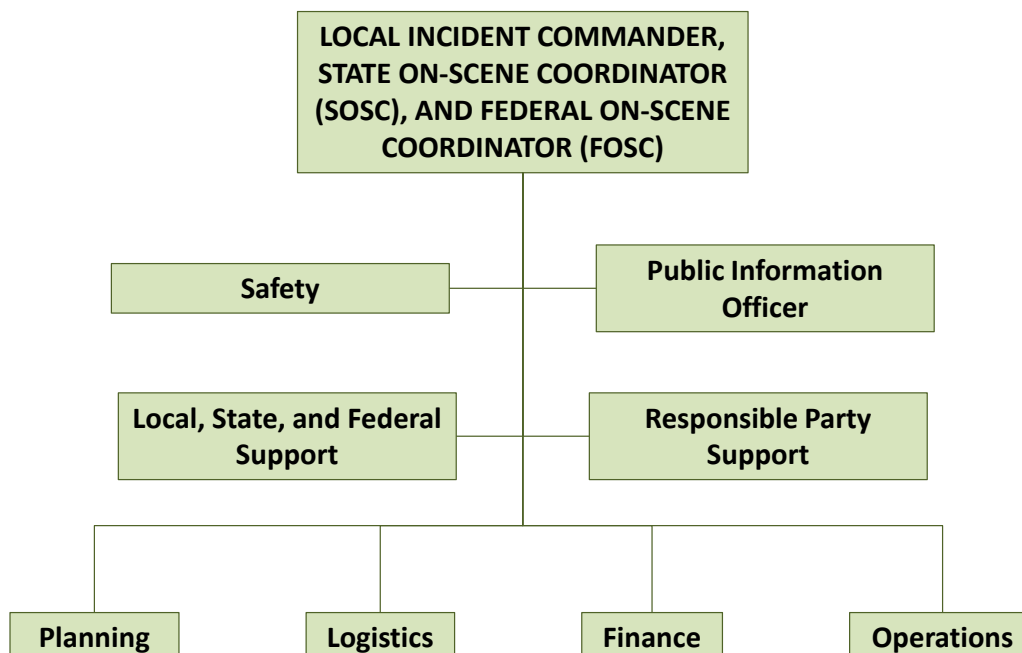 LOCAL INCIDENT COMMANDER,
STATE ON-SCENE COORDINATOR
(SOSC), AND FEDERAL ON-SCENE
COORDINATOR (FOSC)
Safety
Public Information
Officer
Local, State, and Federal
Support
Responsible Party
Support
Planning
Logistics
Finance
Operations